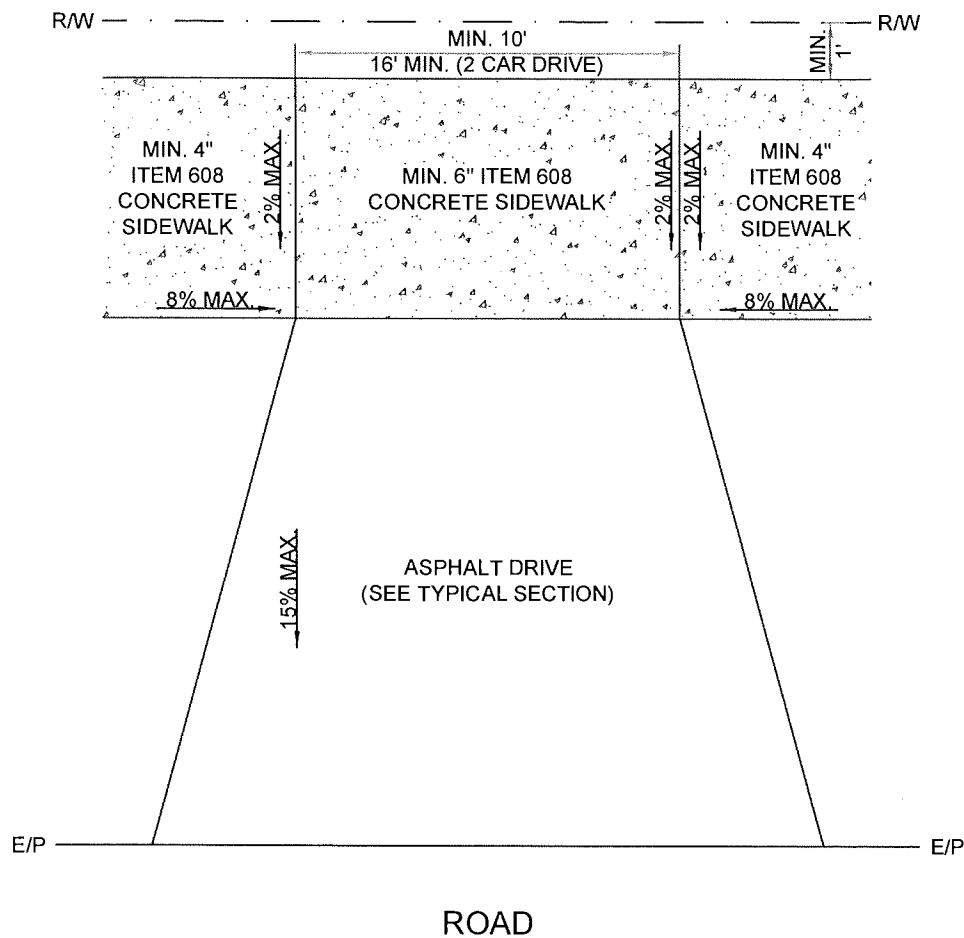 R/W
R/W
MIN. 10'
16' MIN. (2 CAR DRIVE)
MIN.
1'
MIN. 4"
ITEM 608
CONCRETE
SIDEWALK
2% MAX.
MIN. 6" ITEM 608
CONCRETE SIDEWALK
2% MAX.
2% MAX.
MIN. 4"
ITEM 608
CONCRETE
SIDEWALK
8% MAX.
8% MAX.
15% MAX.
ASPHALT DRIVE
(SEE TYPICAL SECTION)
E/P
E/P
ROAD